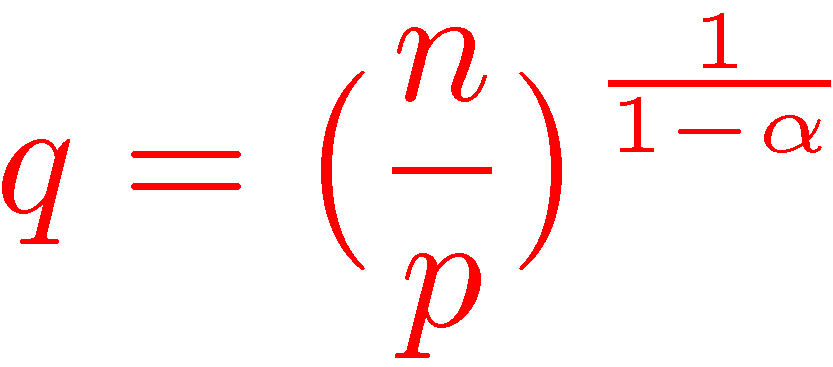 q = (n/p)^{1/(1-α)}